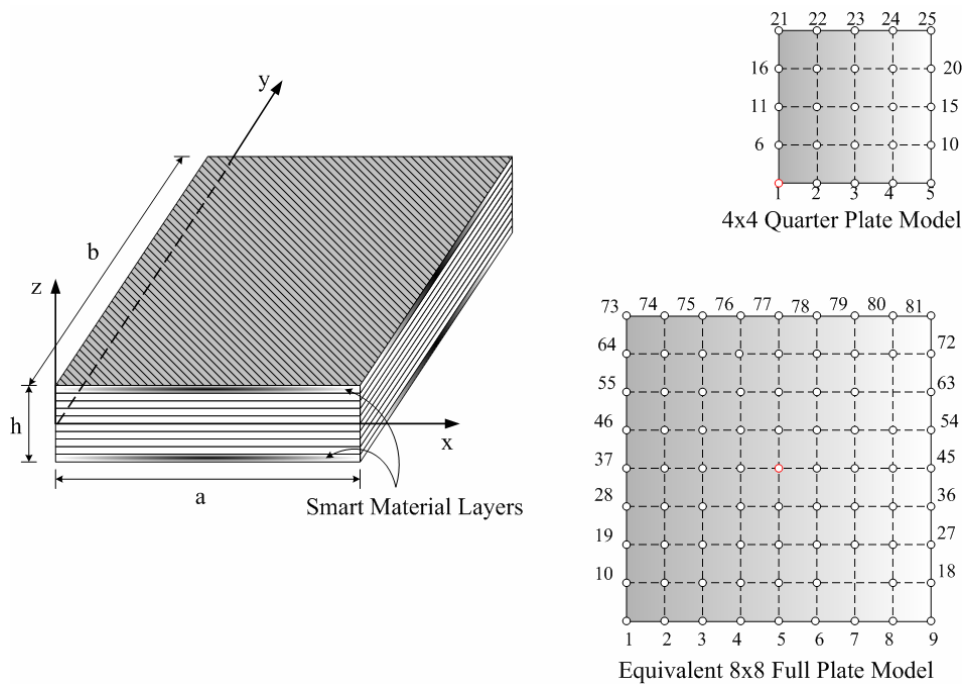 y
b
z
h
x
a
Smart Material Layers
21 22 23 24 25
16 20
11 15
6 10
1 2 3 4 5
4x4 Quarter Plate Model
73 74 75 76 77 78 79 80 81
64 72
55 63
46 54
37 45
28 36
19 27
10 18
1 2 3 4 5 6 7 8 9
Equivalent 8x8 Full Plate Model